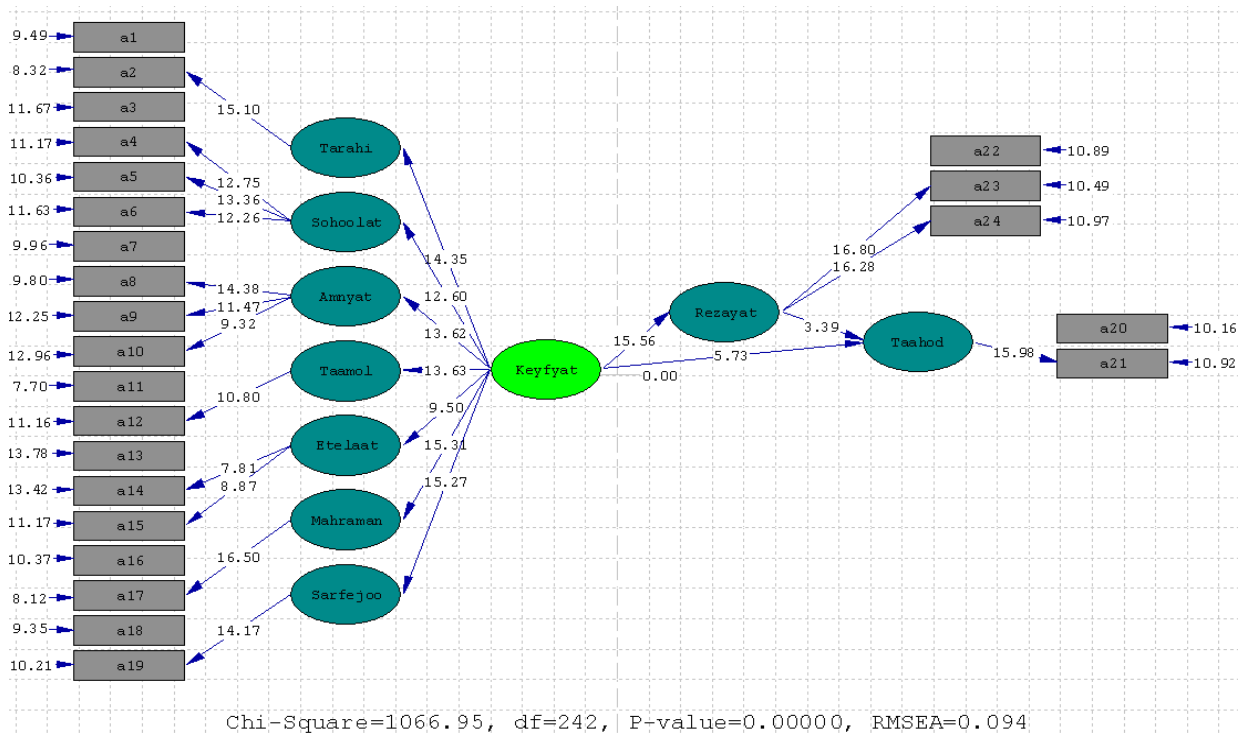 9.49 a1
8.32 a2
11.67 a3
11.17 a4
10.36 a5
11.63 a6
9.96 a7
9.80 a8
12.25 a9
12.96 a10
7.70 a11
11.16 a12
13.78 a13
13.42 a14
11.17 a15
10.37 a16
8.12 a17
9.35 a18
10.21 a19
15.10
12.75
13.36
12.26
14.38
11.47
9.32
10.80
7.81
8.87
16.50
14.17
Tarahi
Sohoolat
Amnyat
Taamol
Etelaat
Mahraman
Sarfejoo
14.35
12.60
13.62
13.63
9.50
15.31
15.27
Keyfyat
0.00
15.56
5.73
Rezayat
3.39
16.80
16.28
Taahod
15.98
a22 10.89
a23 10.49
a24 10.97
a20 10.16
a21 10.92
Chi-Square=1066.95, df=242, P-value=0.00000, RMSEA=0.094